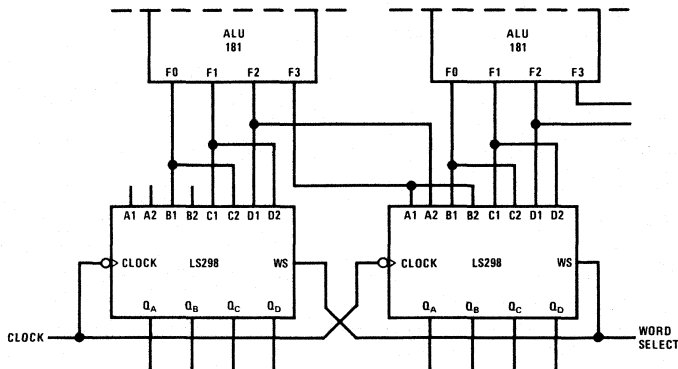 ALU
181
F0 F1 F2 F3
ALU
181
F0 F1 F2 F3
A1 A2 B1 B2 C1 C2 D1 D2
CLOCK LS298 WS
QA QB QC QD
A1 A2 B1 B2 C1 C2 D1 D2
CLOCK LS298 WS
QA QB QC QD
CLOCK
WORD
SELECT